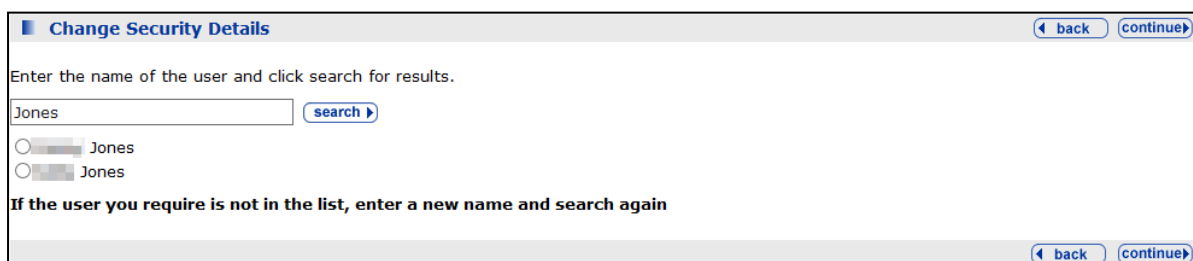 Change Security Details
back continue
Enter the name of the user and click search for results.
Jones search
Jones
Jones
If the user you require is not in the list, enter a new name and search again
back continue